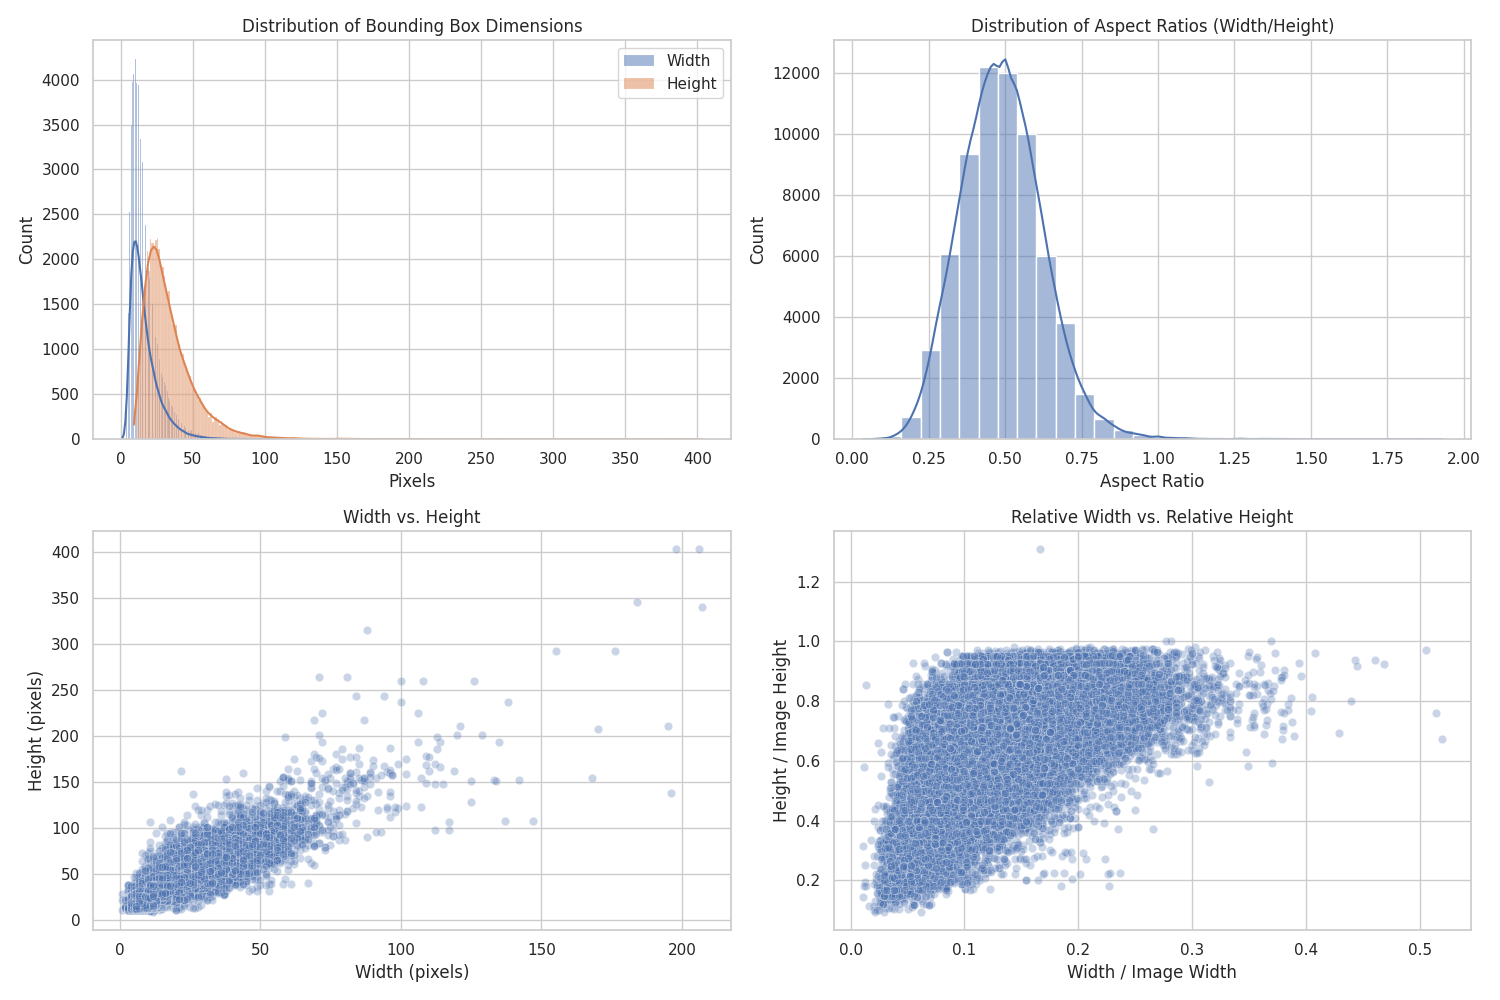 Distribution of Bounding Box Dimensions
Width
Height
Count
4000
3500
3000
2500
2000
1500
1000
500
0
0 50 100 150 200 250 300 350 400
Pixels
Distribution of Aspect Ratios (Width/Height)
Count
12000
10000
8000
6000
4000
2000
0
0.00 0.25 0.50 0.75 1.00 1.25 1.50 1.75 2.00
Aspect Ratio
Width vs. Height
Height (pixels)
400
350
300
250
200
150
100
50
0
0 50 100 150 200
Width (pixels)
Relative Width vs. Relative Height
Height / Image Height
1.2
1.0
0.8
0.6
0.4
0.2
0.0 0.1 0.2 0.3 0.4 0.5
Width / Image Width